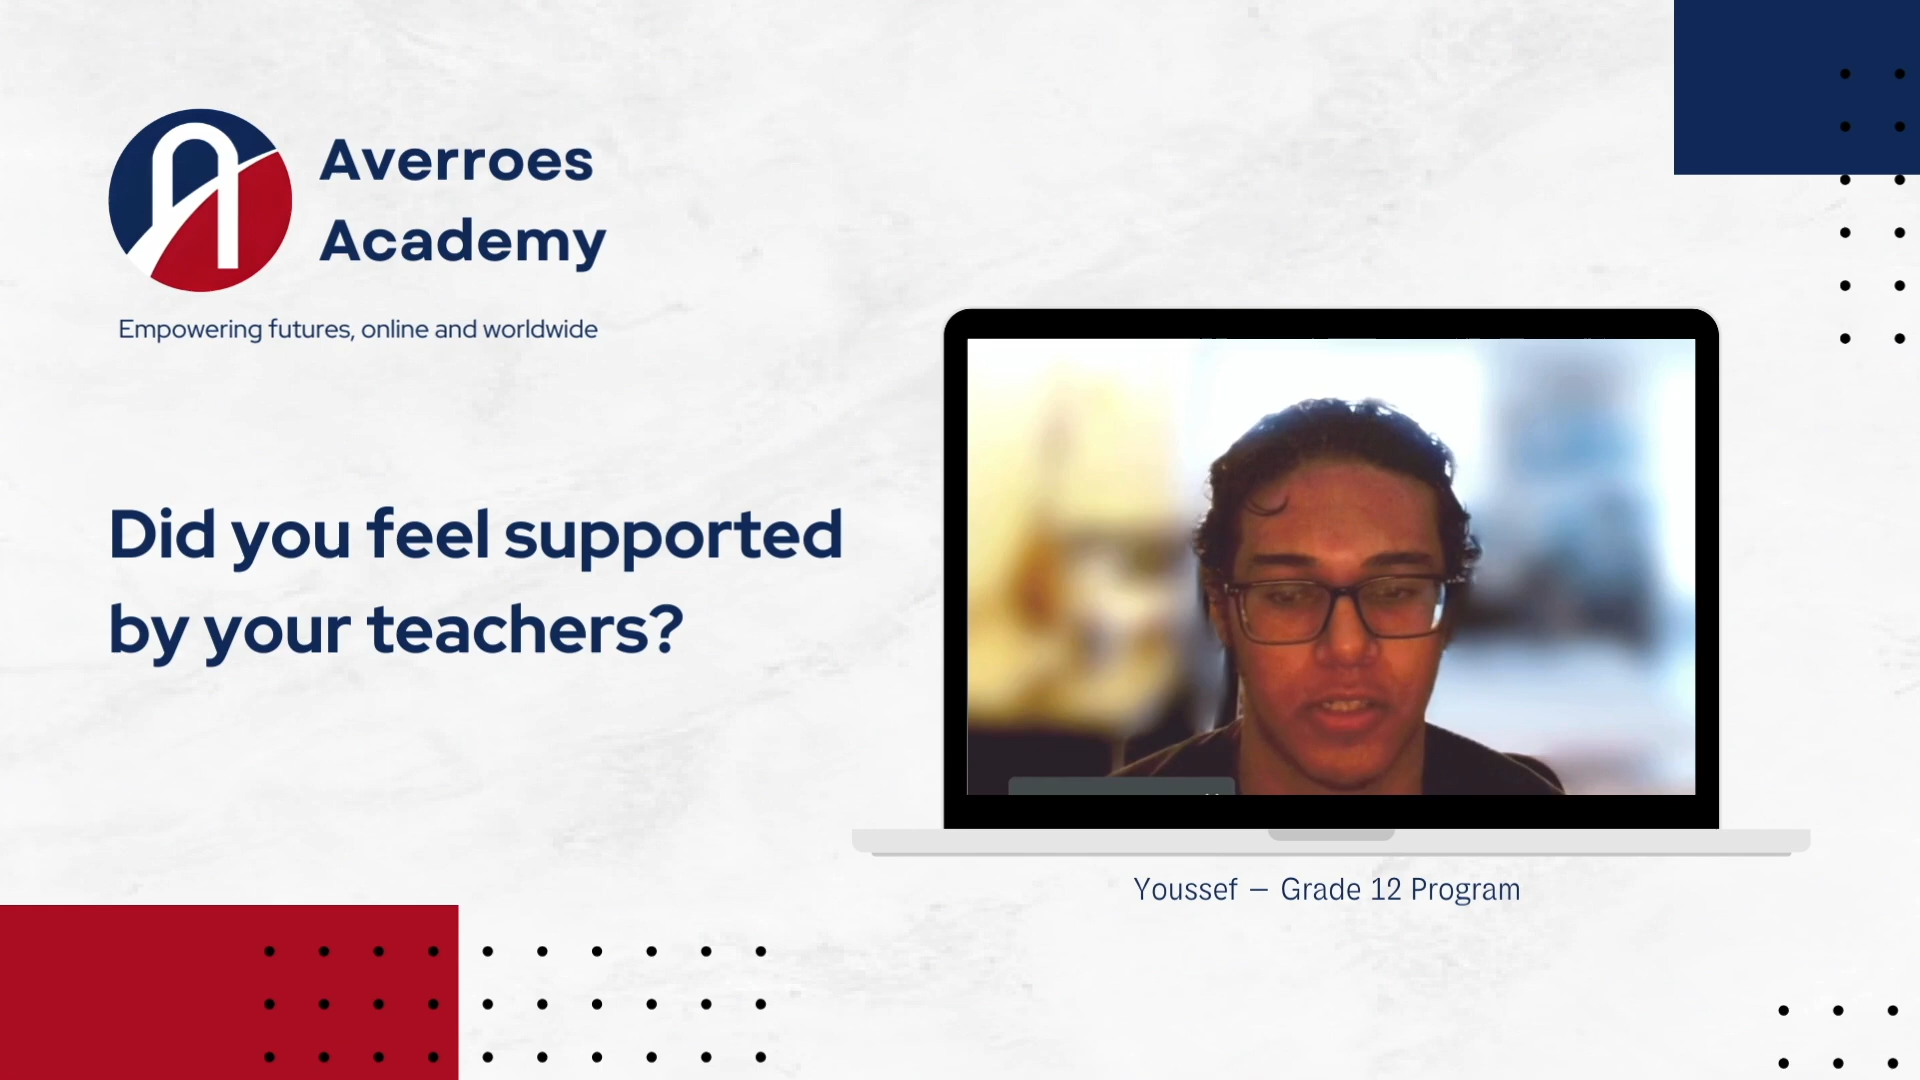 Averroes
Academy
Empowering futures, online and worldwide
Did you feel supported
by your teachers?
Youssef — Grade 12 Program